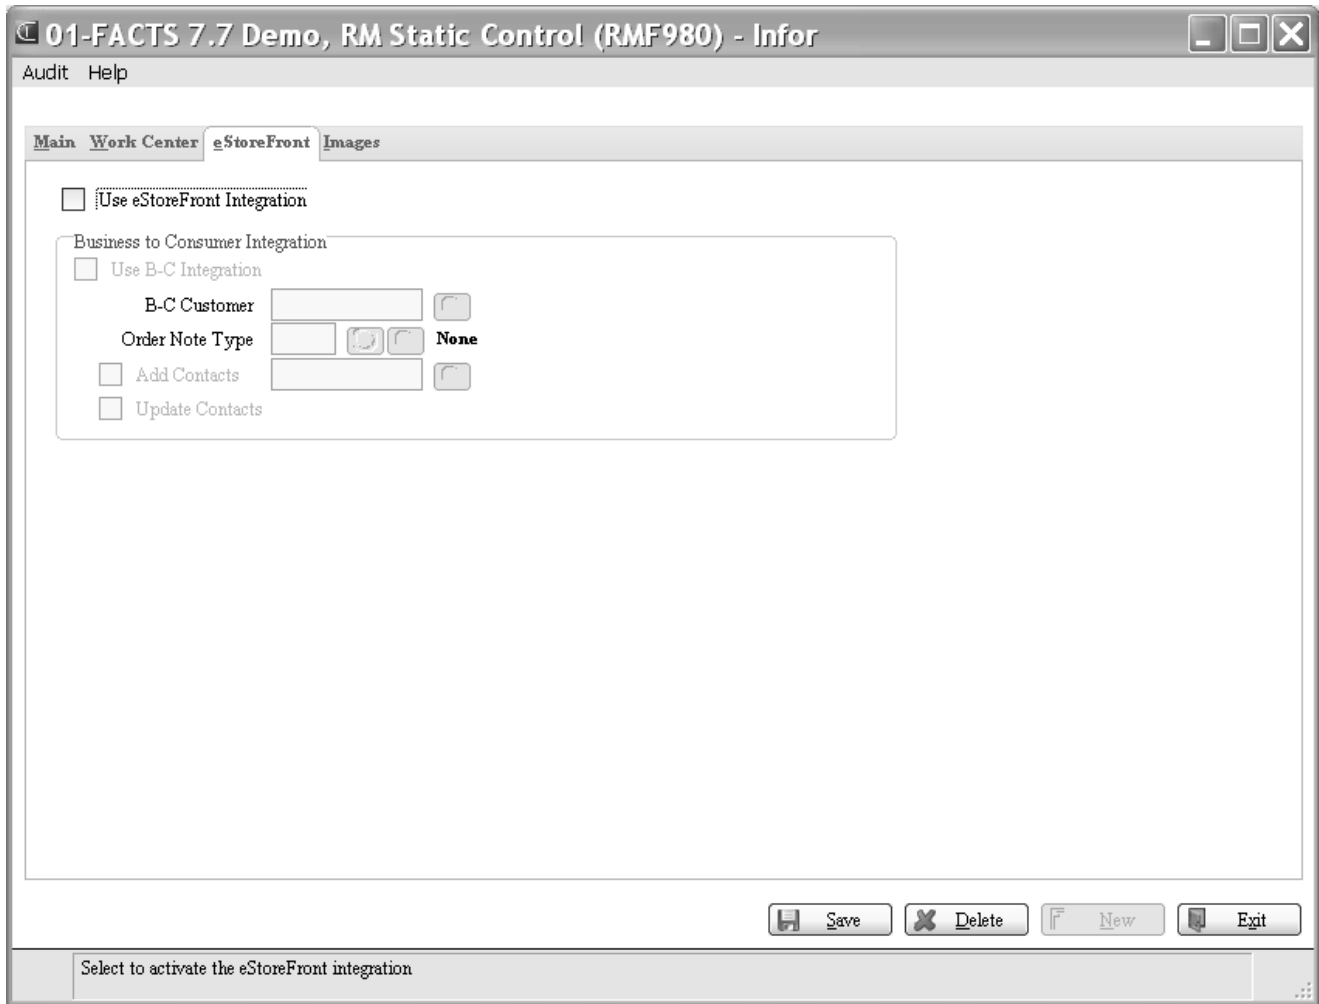 01-FACTS 7.7 Demo, RM Static Control (RMF980) - Infor
Audit Help
Main Work Center eStoreFront Images
Use eStoreFront Integration
Business to Consumer Integration
Use B-C Integration
B-C Customer
Order Note Type None
Add Contacts
Update Contacts
Save Delete New Exit
Select to activate the eStoreFront integration